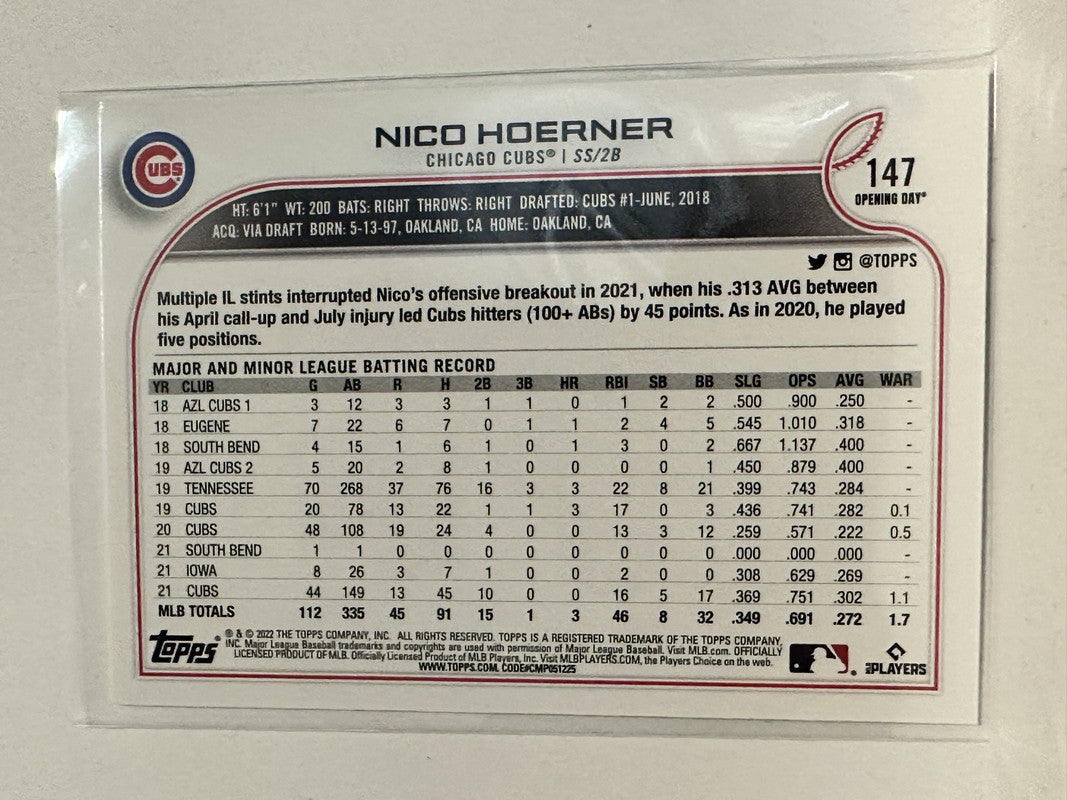 CUBS
NICO HOERNER
CHICAGO CUBS® | SS/2B
147
OPENING DAY®
HT: 6'1" WT: 200 BATS: RIGHT THROWS: RIGHT DRAFTED: CUBS #1-JUNE, 2018
ACQ: VIA DRAFT BORN: 5-13-97, OAKLAND, CA HOME: OAKLAND, CA
@TOPPS
Multiple IL stints interrupted Nico's offensive breakout in 2021, when his .313 AVG between
his April call-up and July injury led Cubs hitters (100+ ABs) by 45 points. As in 2020, he played
five positions.
MAJOR AND MINOR LEAGUE BATTING RECORD
YR CLUB G AB R H 2B 3B HR RBI SB BB SLG OPS AVG WAR
18 AZL CUBS 1 3 12 3 3 1 1 0 1 2 2 .500 .900 .250 -
18 EUGENE 7 22 6 7 0 1 1 2 4 5 .545 1.010 .318 -
18 SOUTH BEND 4 15 1 6 1 0 1 3 0 2 .667 1.137 .400 -
19 AZL CUBS 2 5 20 2 8 1 0 0 0 0 1 .450 .879 .400 -
19 TENNESSEE 70 268 37 76 16 3 3 22 8 21 .399 .743 .284 -
19 CUBS 20 78 13 22 1 1 3 17 0 3 .436 .741 .282 0.1
20 CUBS 48 108 19 24 4 0 0 13 3 12 .259 .571 .222 0.5
21 SOUTH BEND 1 1 0 0 0 0 0 0 0 0 .000 .000 .000 -
21 IOWA 8 26 3 7 1 0 0 2 0 0 .308 .629 .269 -
21 CUBS 44 149 13 45 10 0 0 16 5 17 .369 .751 .302 1.1
MLB TOTALS 112 335 45 91 15 1 3 46 8 32 .349 .691 .272 1.7
Topps®
® & © 2022 THE TOPPS COMPANY, INC. ALL RIGHTS RESERVED. TOPPS IS A REGISTERED TRADEMARK OF THE TOPPS COMPANY,
INC. Major League Baseball trademarks and copyrights are used with permission of Major League Baseball. Visit MLB.com. OFFICIALLY
LICENSED PRODUCT OF MLB. Officially Licensed Product of MLB Players, Inc. Visit MLBPLAYERS.COM, the Players Choice on the web.
WWW.TOPPS.COM. CODE#CMP051225
MLB PLAYERS